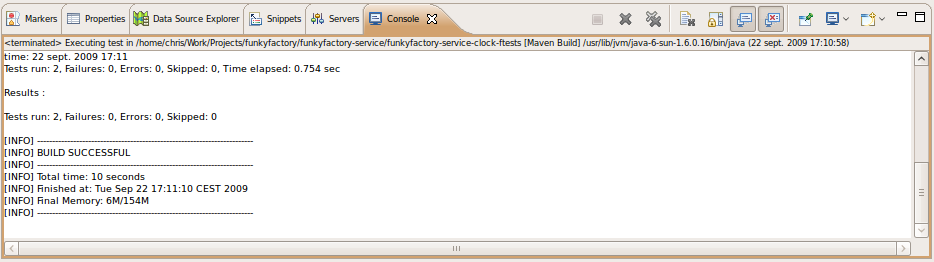 Markers Properties Data Source Explorer Snippets Servers Console
<terminated> Executing test in /home/chris/Work/Projects/funkyfactory/funkyfactory-service/funkyfactory-service-clock-ftests [Maven Build] /usr/lib/jvm/java-6-sun-1.6.0.16/bin/java (22 sept. 2009 17:10:58)
time: 22 sept. 2009 17:11
Tests run: 2, Failures: 0, Errors: 0, Skipped: 0, Time elapsed: 0.754 sec
Results :
Tests run: 2, Failures: 0, Errors: 0, Skipped: 0
[INFO] ------------------------------------------------------------------------
[INFO] BUILD SUCCESSFUL
[INFO] ------------------------------------------------------------------------
[INFO] Total time: 10 seconds
[INFO] Finished at: Tue Sep 22 17:11:10 CEST 2009
[INFO] Final Memory: 6M/154M
[INFO] ------------------------------------------------------------------------